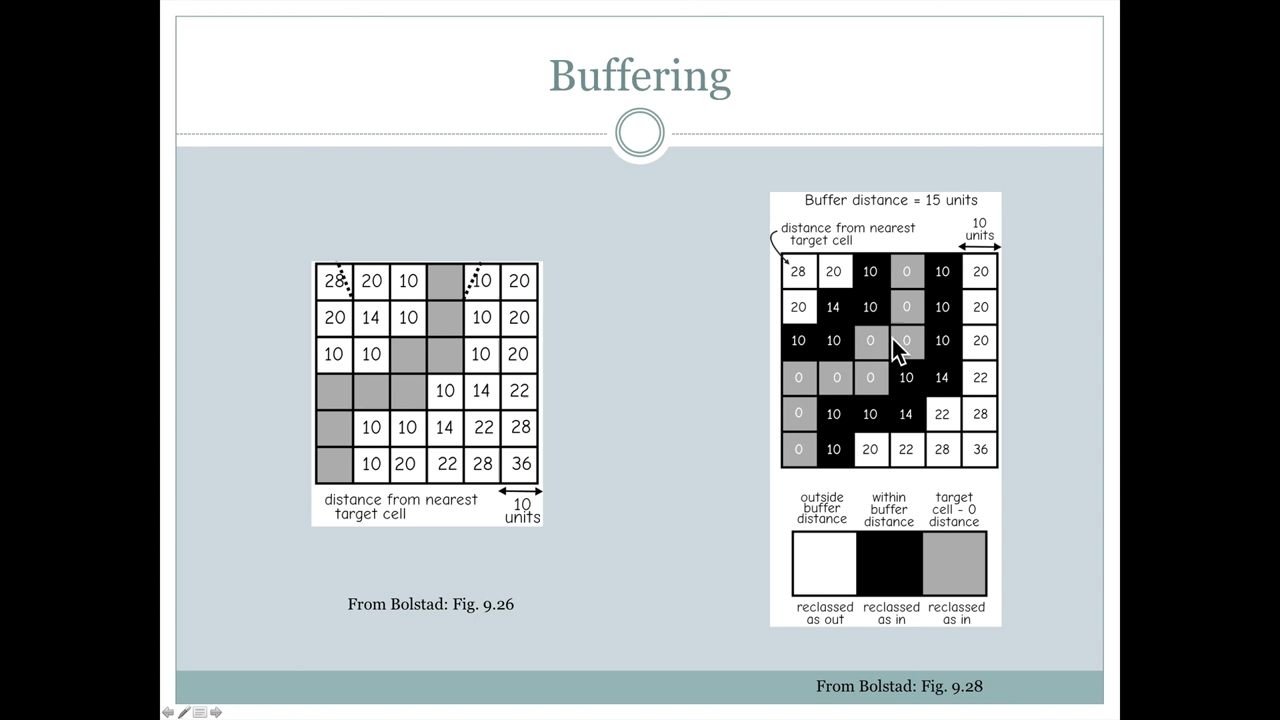 Buffering
28 20 10 10 20
20 14 10 10 20
10 10 10 20
10 14 22
10 10 14 22 28
10 20 22 28 36
distance from nearest
target cell
10
units
From Bolstad: Fig. 9.26
Buffer distance = 15 units
distance from nearest
target cell
10
units
28 20 10 0 10 20
20 14 10 0 10 20
10 10 0 0 10 20
0 0 0 10 14 22
0 10 10 14 22 28
0 10 20 22 28 36
outside
buffer
distance
within
buffer
distance
target
cell - 0
distance
reclassed
as out
reclassed
as in
reclassed
as in
From Bolstad: Fig. 9.28